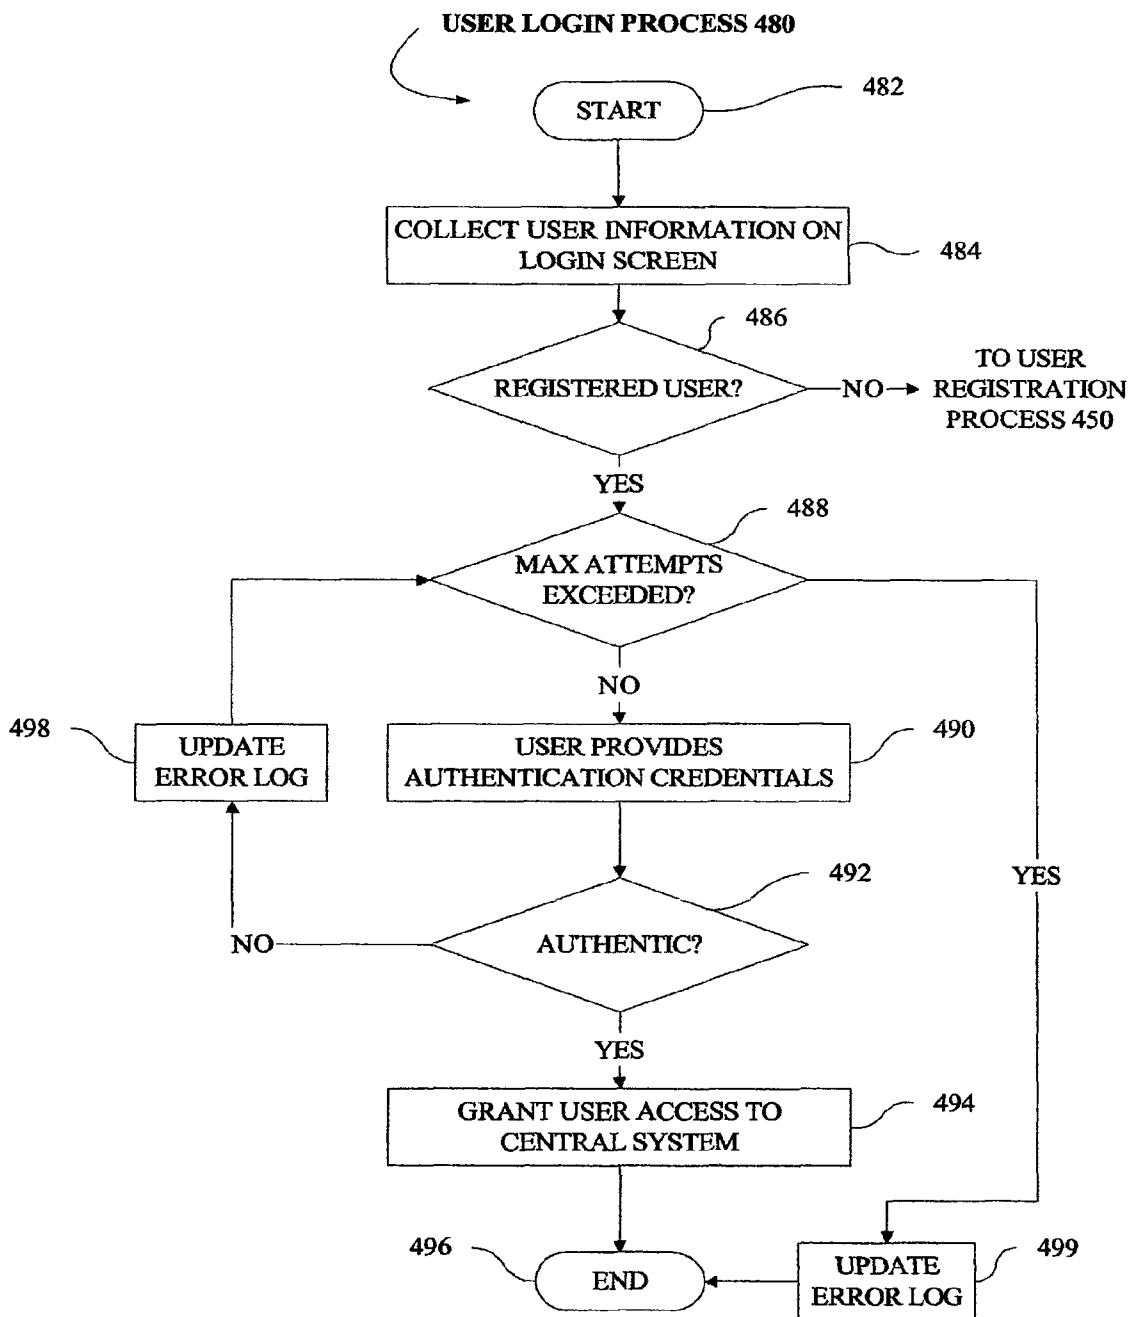 USER LOGIN PROCESS 480
START
482
COLLECT USER INFORMATION ON
LOGIN SCREEN
484
486
REGISTERED USER?
NO
TO USER
REGISTRATION
PROCESS 450
YES
488
MAX ATTEMPTS
EXCEEDED?
NO
498
UPDATE
ERROR LOG
USER PROVIDES
AUTHENTICATION CREDENTIALS
490
492
YES
NO
AUTHENTIC?
YES
GRANT USER ACCESS TO
CENTRAL SYSTEM
494
496
END
UPDATE
ERROR LOG
499